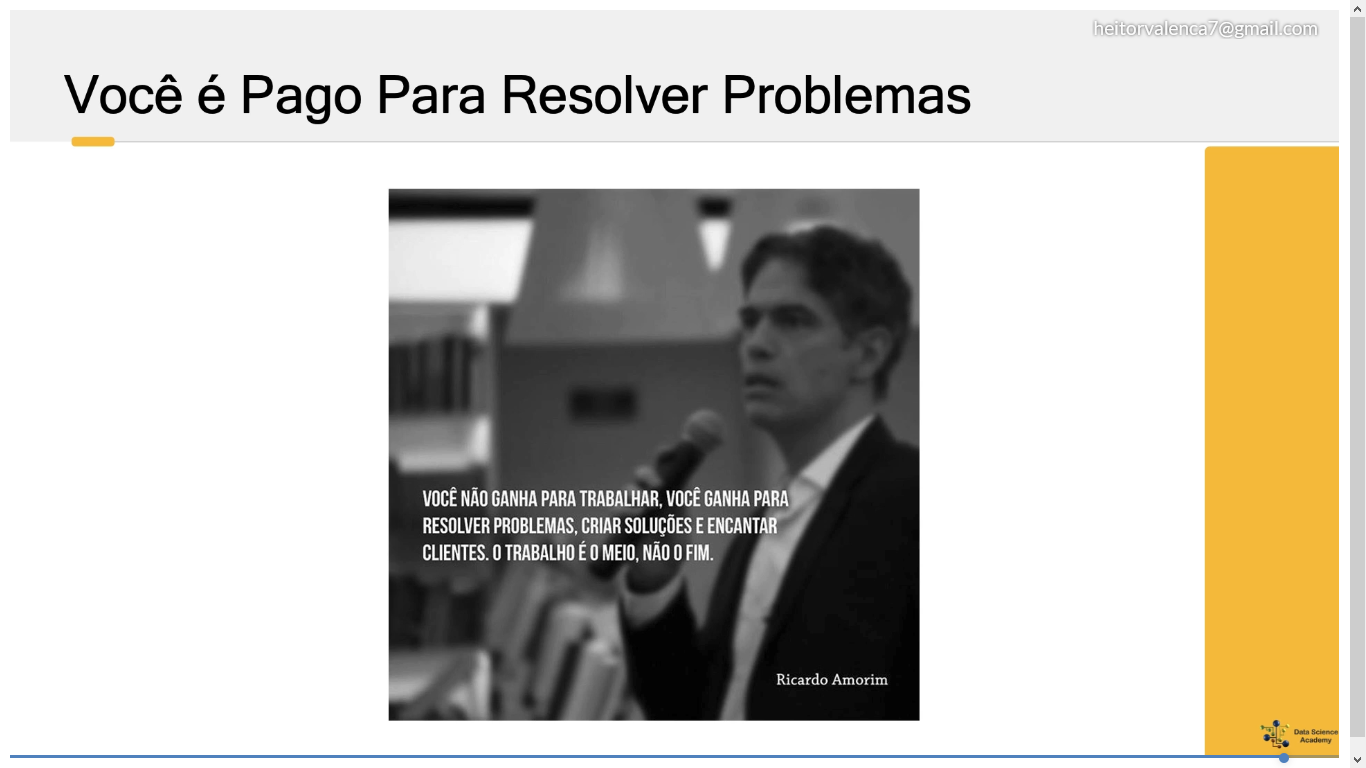 heitorvalenca7@gmail.com
Você é Pago Para Resolver Problemas
VOCÊ NÃO GANHA PARA TRABALHAR, VOCÊ GANHA PARA
RESOLVER PROBLEMAS, CRIAR SOLUÇÕES E ENCANTAR
CLIENTES. O TRABALHO É O MEIO, NÃO O FIM.
Ricardo Amorim
Data Science
Academy